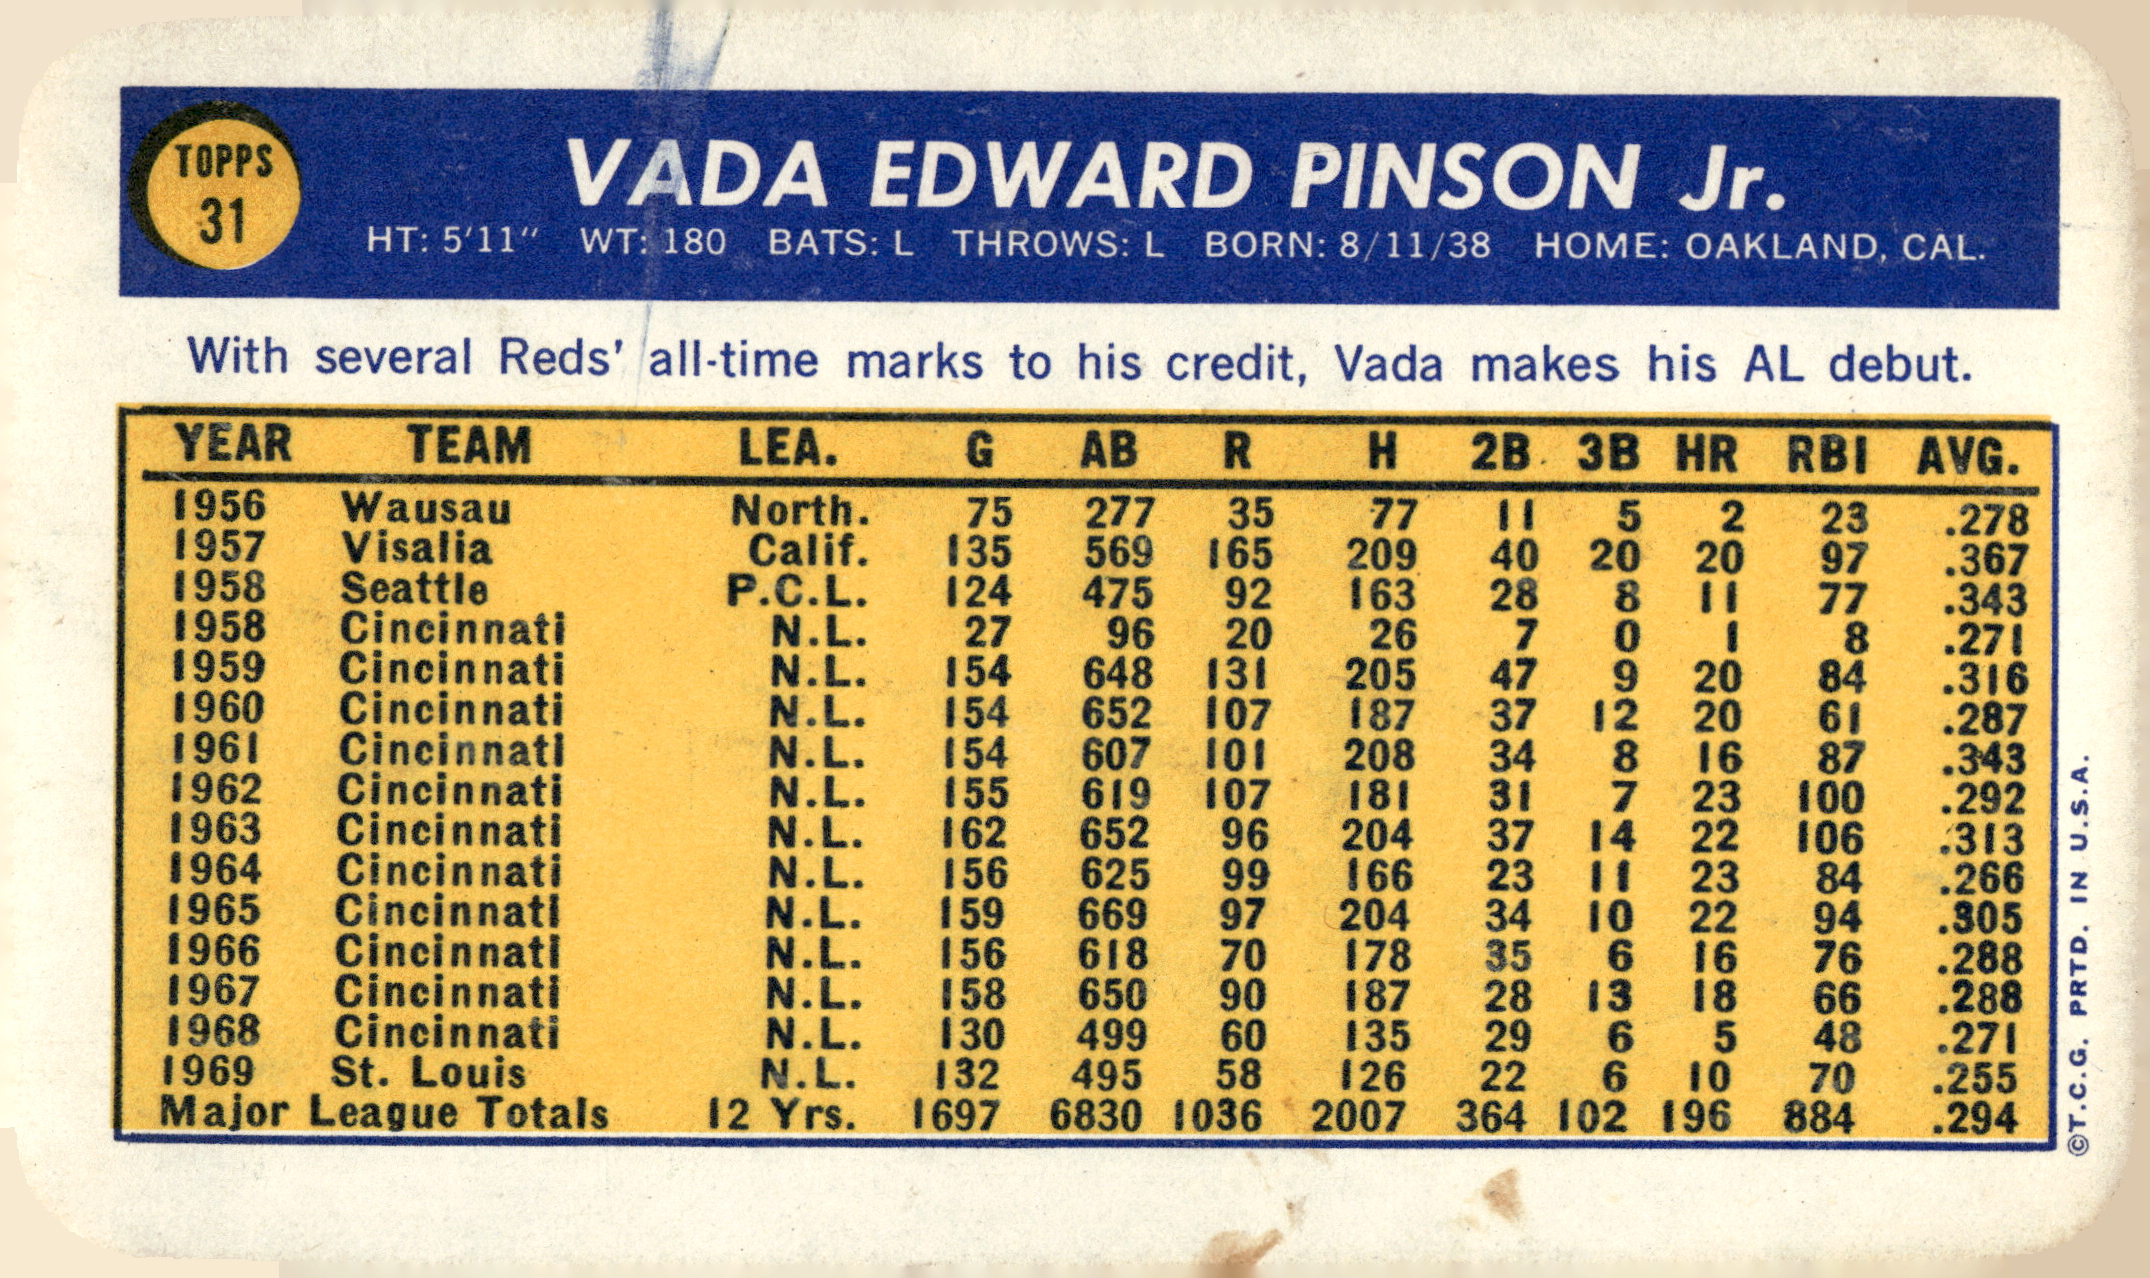 TOPPS
31
VADA EDWARD PINSON Jr.
HT: 5'11" WT: 180 BATS: L THROWS: L BORN: 8/11/38 HOME: OAKLAND, CAL.
With several Reds' all-time marks to his credit, Vada makes his AL debut.
YEAR TEAM LEA. G AB R H 2B 3B HR RBI AVG.
1956 Wausau North. 75 277 35 77 11 5 2 23 .278
1957 Visalia Calif. 135 569 165 209 40 20 20 97 .367
1958 Seattle P.C.L. 124 475 92 163 28 8 11 77 .343
1958 Cincinnati N.L. 27 96 20 26 7 0 1 8 .271
1959 Cincinnati N.L. 154 648 131 205 47 9 20 84 .316
1960 Cincinnati N.L. 154 652 107 187 37 12 20 61 .287
1961 Cincinnati N.L. 154 607 101 208 34 8 16 87 .343
1962 Cincinnati N.L. 155 619 107 181 31 7 23 100 .292
1963 Cincinnati N.L. 162 652 96 204 37 14 22 106 .313
1964 Cincinnati N.L. 156 625 99 166 23 11 23 84 .266
1965 Cincinnati N.L. 159 669 97 204 34 10 22 94 .305
1966 Cincinnati N.L. 156 618 70 178 35 6 16 76 .288
1967 Cincinnati N.L. 158 650 90 187 28 13 18 66 .288
1968 Cincinnati N.L. 130 499 60 135 29 6 5 48 .271
1969 St. Louis N.L. 132 495 58 126 22 6 10 70 .255
Major League Totals 12 Yrs. 1697 6830 1036 2007 364 102 196 884 .294
©T.C.G. PRTD. IN U.S.A.